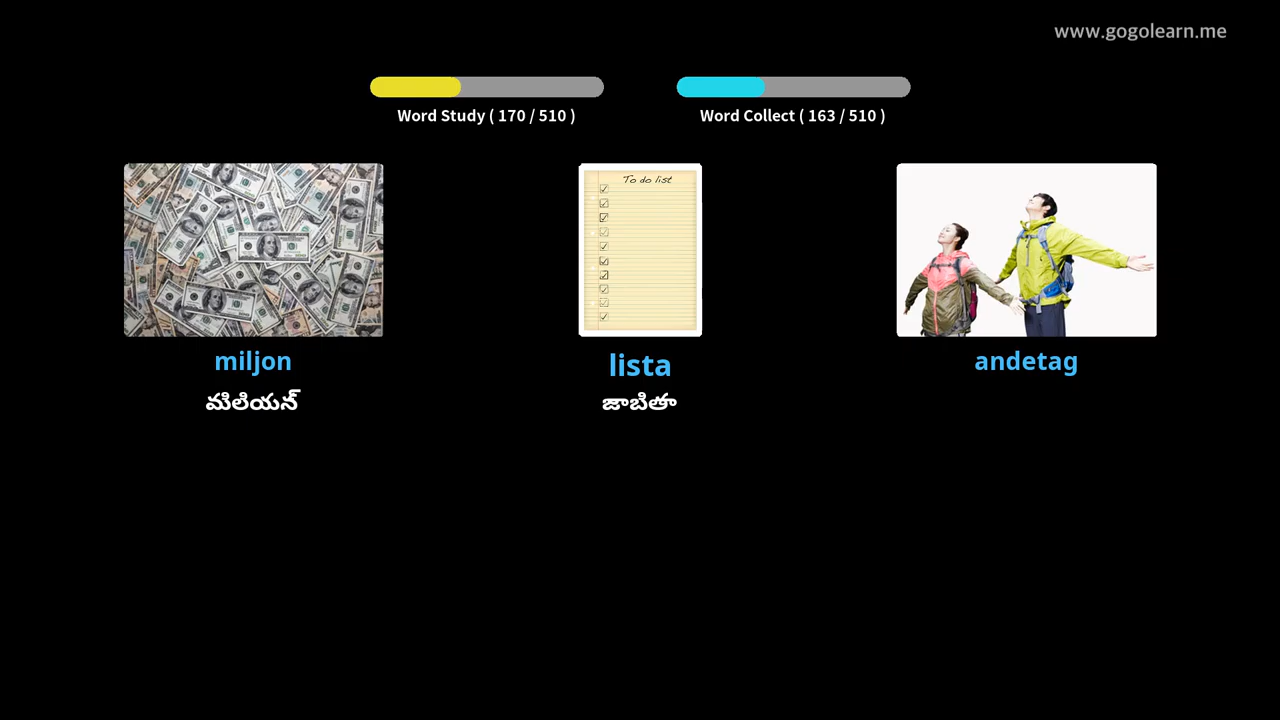 www.gogolearn.me
Word Study ( 170 / 510 )
Word Collect ( 163 / 510 )
To do list
miljon
lista
andetag
మిలియన్
జాబితా